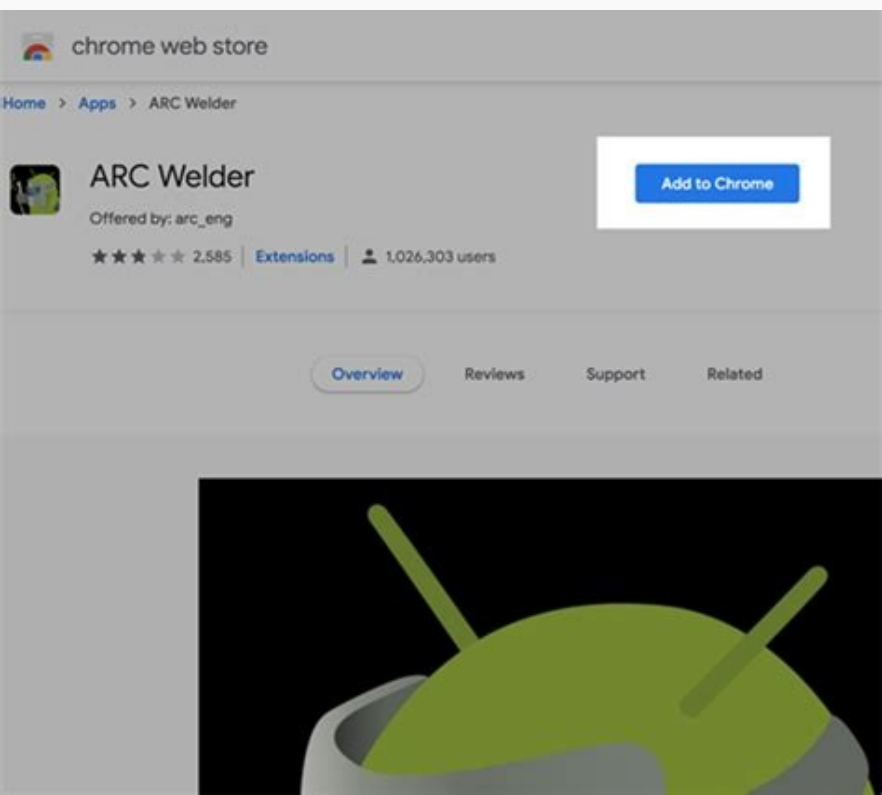 chrome web store
Home > Apps > ARC Welder
ARC Welder
Add to Chrome
Offered by: arc_eng
2,585 | Extensions | 1,026,303 users
Overview Reviews Support Related